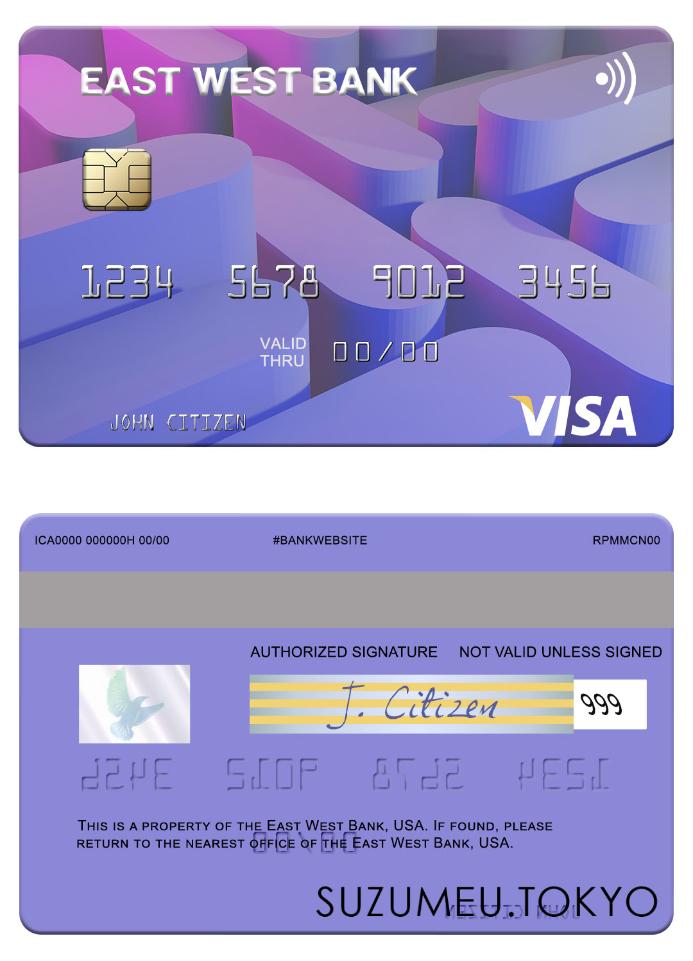 EAST WEST BANK
1234 5678 9012 3456
VALID THRU 00/00
JOHN CITIZEN
VISA
ICA0000 000000H 00/00 #BANKWEBSITE RPMMCN00
AUTHORIZED SIGNATURE NOT VALID UNLESS SIGNED
J. Citizen 999
THIS IS A PROPERTY OF THE EAST WEST BANK, USA. IF FOUND, PLEASE
RETURN TO THE NEAREST OFFICE OF THE EAST WEST BANK, USA.
SUZUMEU.TOKYO